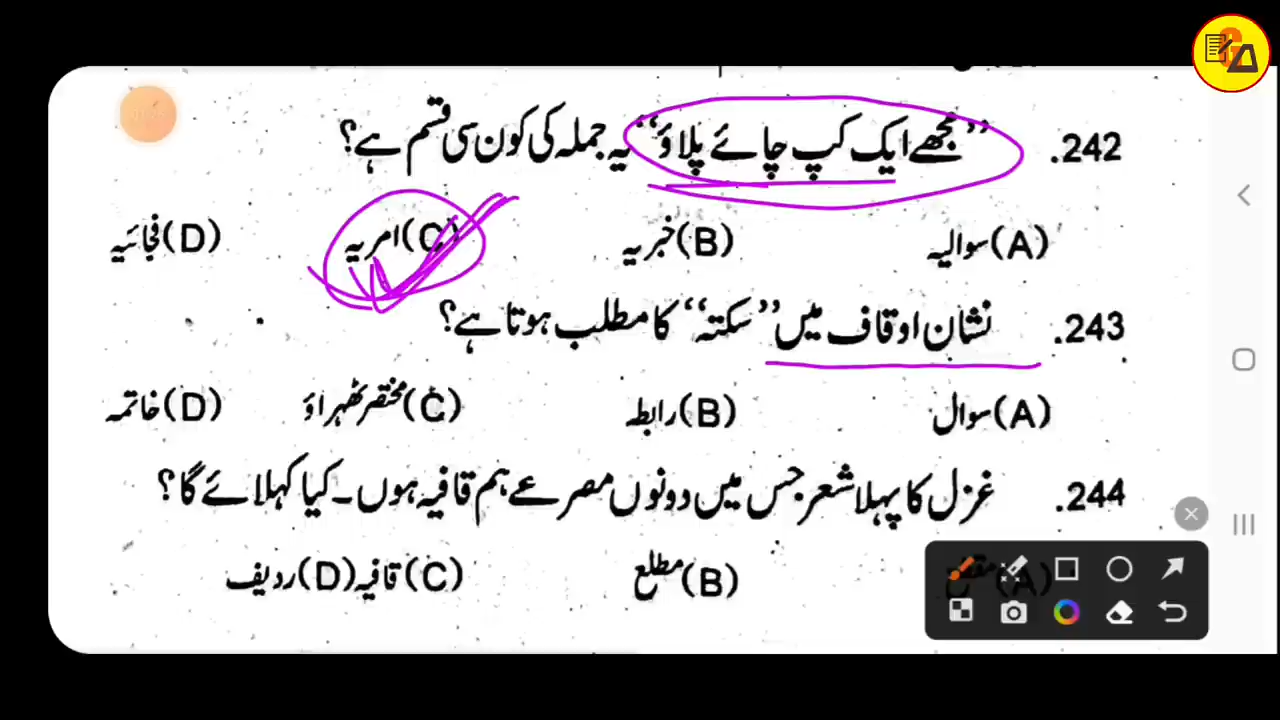 242. ”مجھے ایک کپ چائے پلاؤ“ یہ جملہ کی کون سی قسم ہے؟
(A) سوالیہ (B) خبریہ (C) امریہ (D) فجائیہ
243. نشان اوقاف میں ”سکتہ“ کا مطلب ہوتا ہے؟
(A) سوال (B) رابطہ (C) مختصر ٹھہراؤ (D) خاتمہ
244. غزل کا پہلا شعر جس میں دونوں مصرعے ہم قافیہ ہوں۔ کیا کہلائے گا؟
(A) (B) مطلع (C) قافیہ (D) ردیف